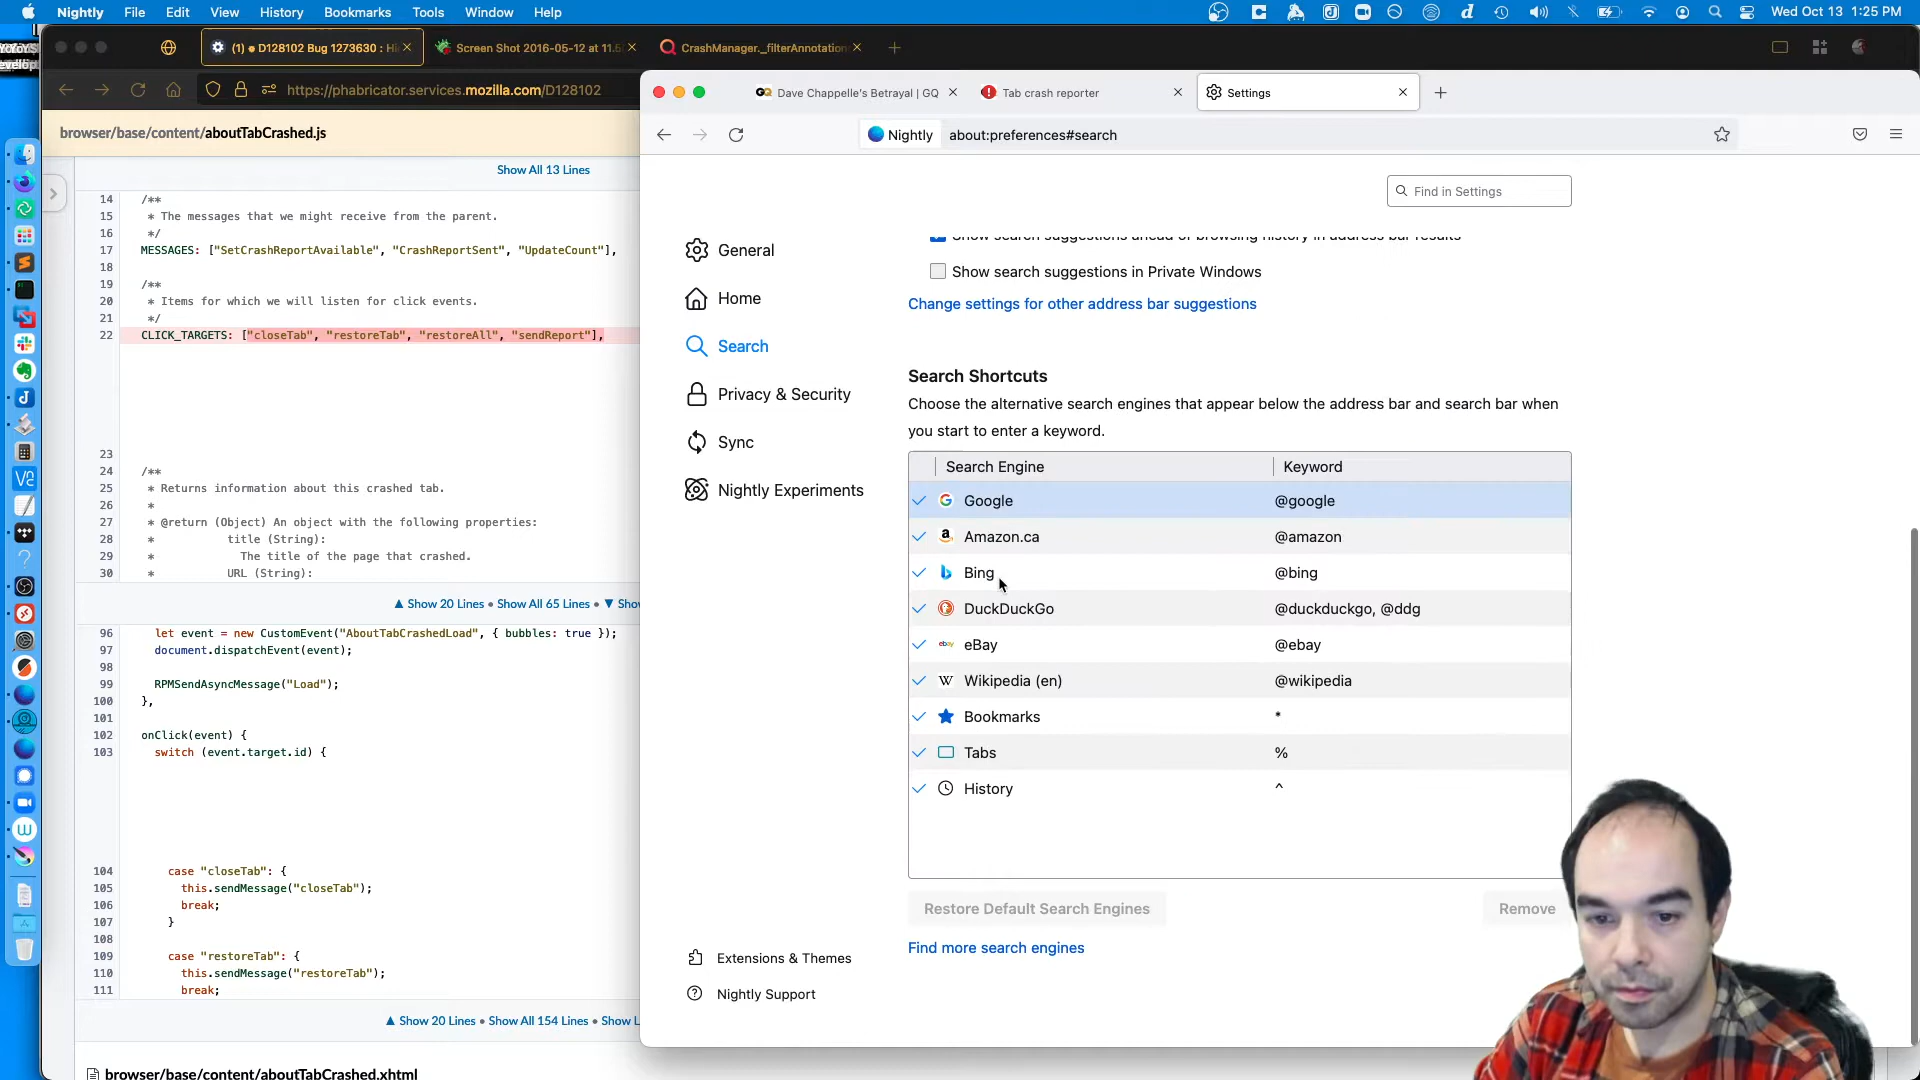 Nightly File Edit View History Bookmarks Tools Window Help
Wed Oct 13 1:25 PM
(1) ● D128102 Bug 1273630 : Hi
Screen Shot 2016-05-12 at 11.5
CrashManager._filterAnnotation
https://phabricator.services.mozilla.com/D128102
browser/base/content/aboutTabCrashed.js
Show All 13 Lines
14 /**
15 * The messages that we might receive from the parent.
16 */
17 MESSAGES: ["SetCrashReportAvailable", "CrashReportSent", "UpdateCount"],
18
19 /**
20 * Items for which we will listen for click events.
21 */
22 CLICK_TARGETS: ["closeTab", "restoreTab", "restoreAll", "sendReport"],
23
24 /**
25 * Returns information about this crashed tab.
26 *
27 * @return (Object) An object with the following properties:
28 * title (String):
29 * The title of the page that crashed.
30 * URL (String):
▲ Show 20 Lines • Show All 65 Lines • ▼ Show
96 let event = new CustomEvent("AboutTabCrashedLoad", { bubbles: true });
97 document.dispatchEvent(event);
98
99 RPMSendAsyncMessage("Load");
100 },
101
102 onClick(event) {
103 switch (event.target.id) {
104 case "closeTab": {
105 this.sendMessage("closeTab");
106 break;
107 }
108
109 case "restoreTab": {
110 this.sendMessage("restoreTab");
111 break;
▲ Show 20 Lines • Show All 154 Lines • Show L
browser/base/content/aboutTabCrashed.xhtml
Dave Chappelle's Betrayal | GQ
Tab crash reporter
Settings
Nightly about:preferences#search
Find in Settings
General
Home
Search
Privacy & Security
Sync
Nightly Experiments
Extensions & Themes
Nightly Support
Show search suggestions ahead of browsing history in address bar results
Show search suggestions in Private Windows
Change settings for other address bar suggestions
Search Shortcuts
Choose the alternative search engines that appear below the address bar and search bar when
you start to enter a keyword.
Search Engine Keyword
Google @google
Amazon.ca @amazon
Bing @bing
DuckDuckGo @duckduckgo, @ddg
eBay @ebay
Wikipedia (en) @wikipedia
Bookmarks *
Tabs %
History ^
Restore Default Search Engines
Remove
Find more search engines